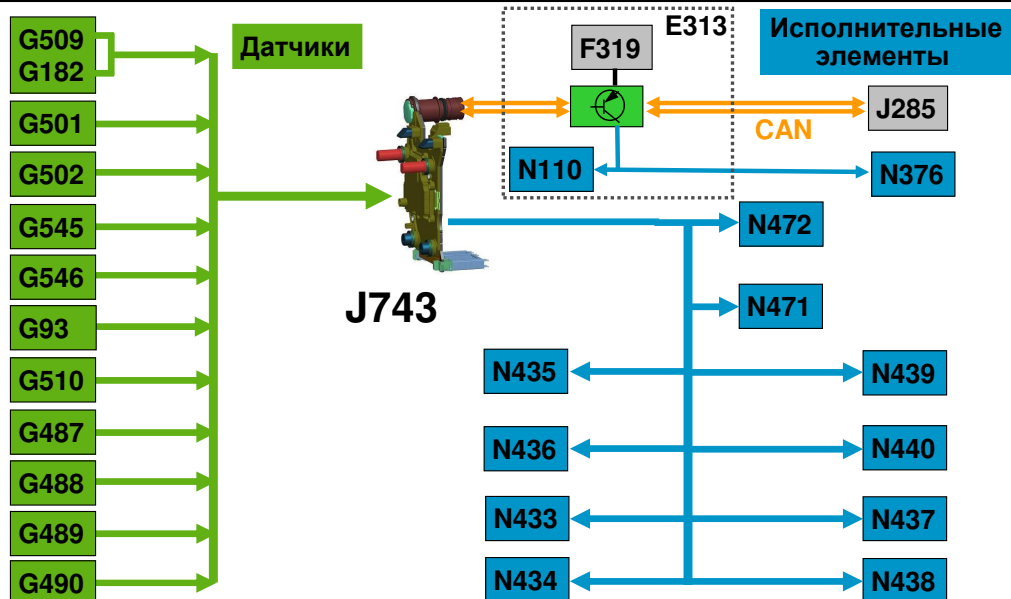 G509
G182
Датчики
E313
F319
Исполнительные
элементы
G501
J285
CAN
G502
N110
N376
G545
N472
G546
J743
N471
G93
G510
N435
N439
G487
N436
N440
G488
G489
N433
N437
G490
N434
N438